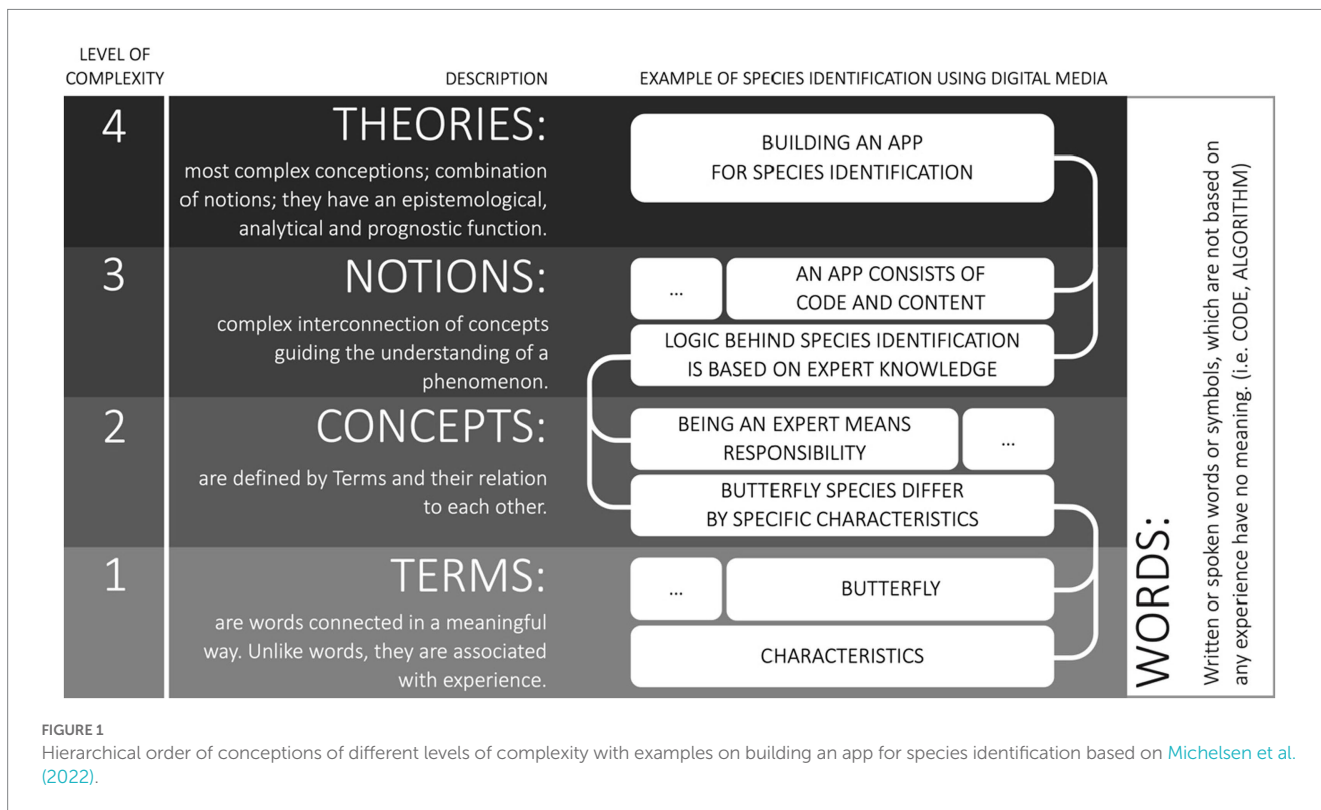 LEVEL OF
COMPLEXITY
DESCRIPTION
EXAMPLE OF SPECIES IDENTIFICATION USING DIGITAL MEDIA
4
THEORIES:
most complex conceptions; combination
of notions; they have an epistemological,
analytical and prognostic function.
BUILDING AN APP
FOR SPECIES IDENTIFICATION
3
NOTIONS:
complex interconnection of concepts
guiding the understanding of a
phenomenon.
...
AN APP CONSISTS OF
CODE AND CONTENT
LOGIC BEHIND SPECIES IDENTIFICATION
IS BASED ON EXPERT KNOWLEDGE
2
CONCEPTS:
are defined by Terms and their relation
to each other.
BEING AN EXPERT MEANS
RESPONSIBILITY
...
BUTTERFLY SPECIES DIFFER
BY SPECIFIC CHARACTERISTICS
1
TERMS:
are words connected in a meaningful
way. Unlike words, they are associated
with experience.
...
BUTTERFLY
CHARACTERISTICS
WORDS:
Written or spoken words or symbols, which are not based on
any experience have no meaning. (i.e. CODE, ALGORITHM)
FIGURE 1
Hierarchical order of conceptions of different levels of complexity with examples on building an app for species identification based on Michelsen et al.
(2022).